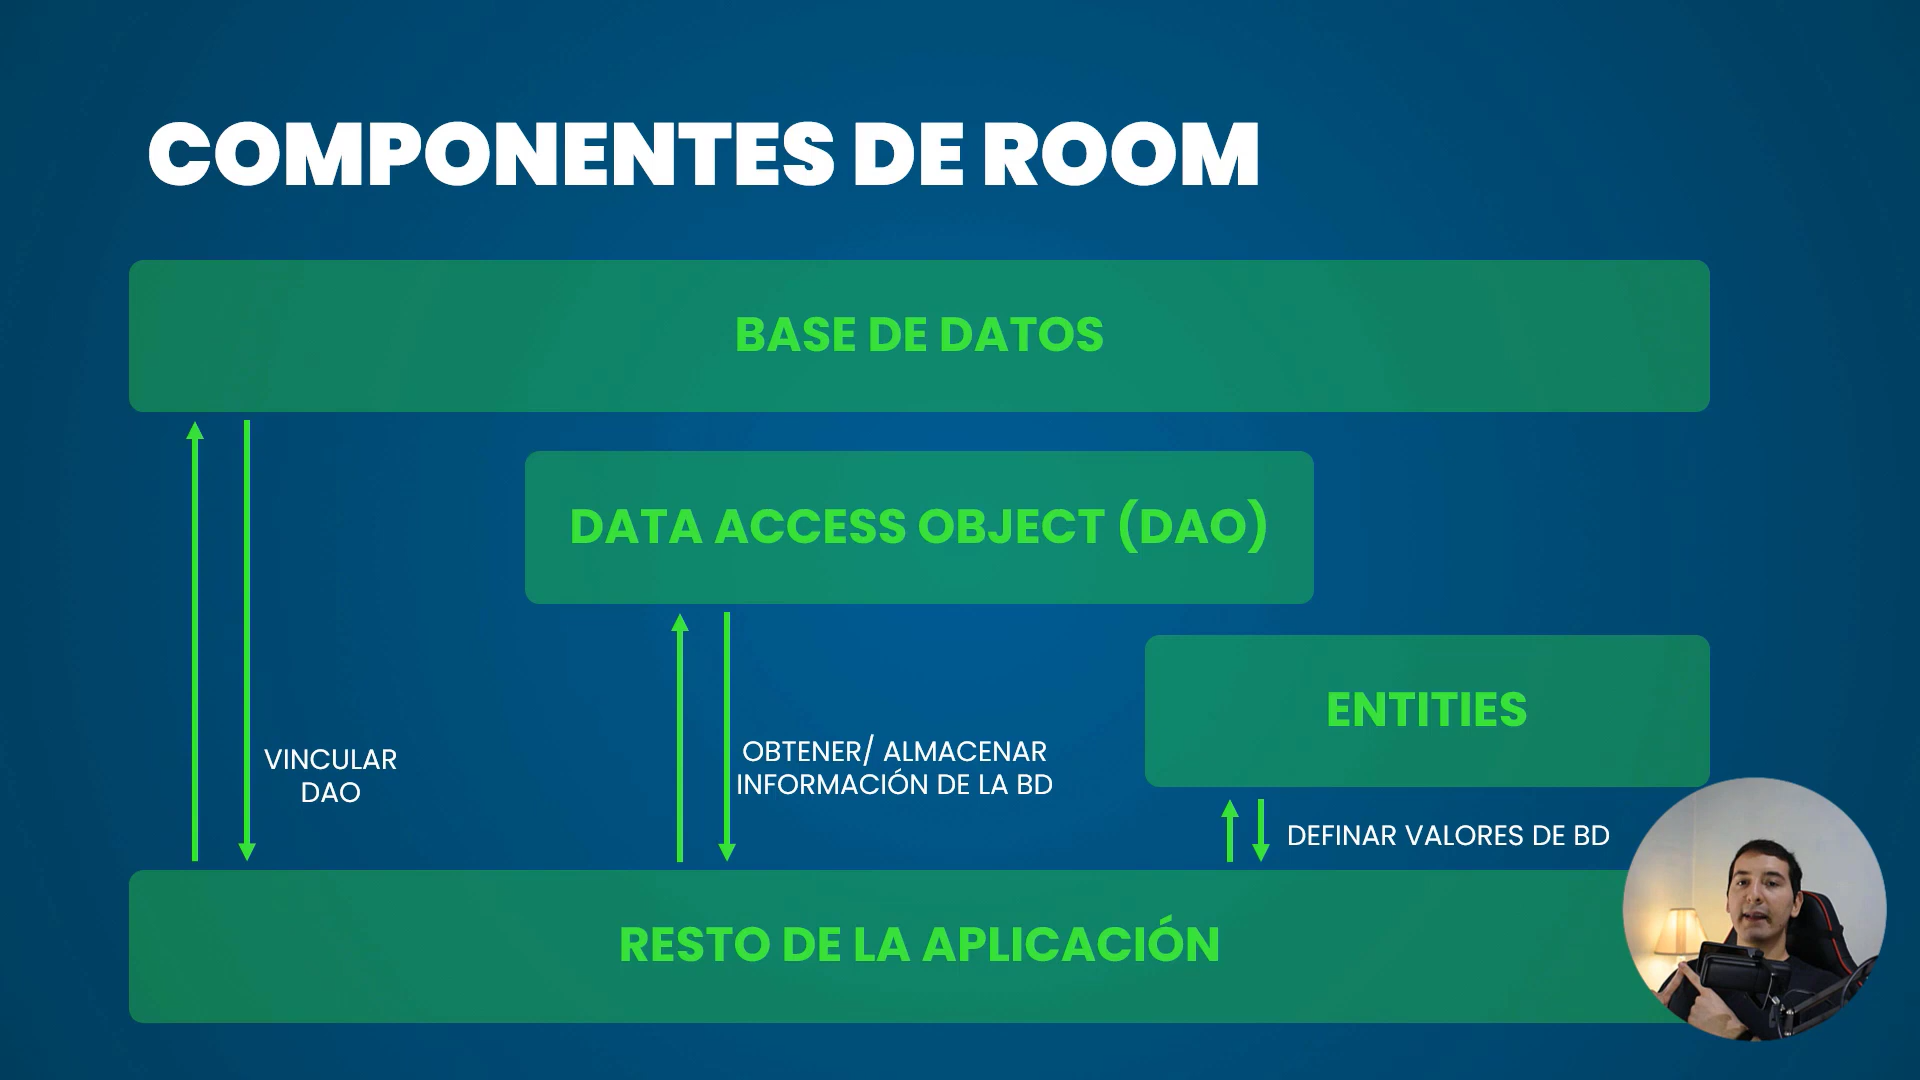 COMPONENTES DE ROOM
BASE DE DATOS
DATA ACCESS OBJECT (DAO)
ENTITIES
VINCULAR
DAO
OBTENER/ ALMACENAR
INFORMACIÓN DE LA BD
DEFINAR VALORES DE BD
RESTO DE LA APLICACIÓN